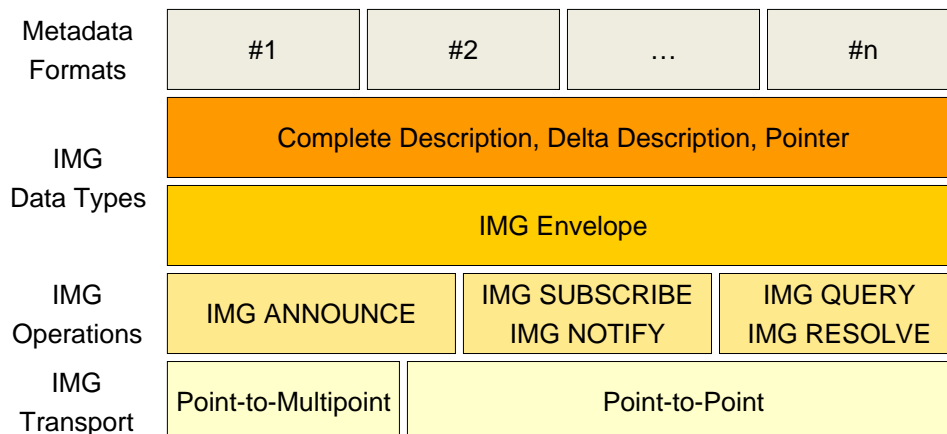 Metadata
Formats
#1
#2
…
#n
IMG
Data Types
Complete Description, Delta Description, Pointer
IMG Envelope
IMG
Operations
IMG ANNOUNCE
IMG SUBSCRIBE
IMG NOTIFY
IMG QUERY
IMG RESOLVE
IMG
Transport
Point-to-Multipoint
Point-to-Point